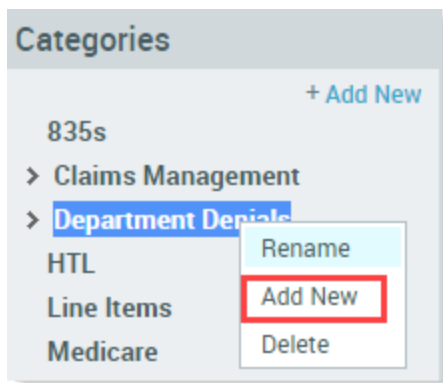 Categories
+ Add New
835s
> Claims Management
> Department Denials
Rename
HTL
Add New
Line Items
Delete
Medicare